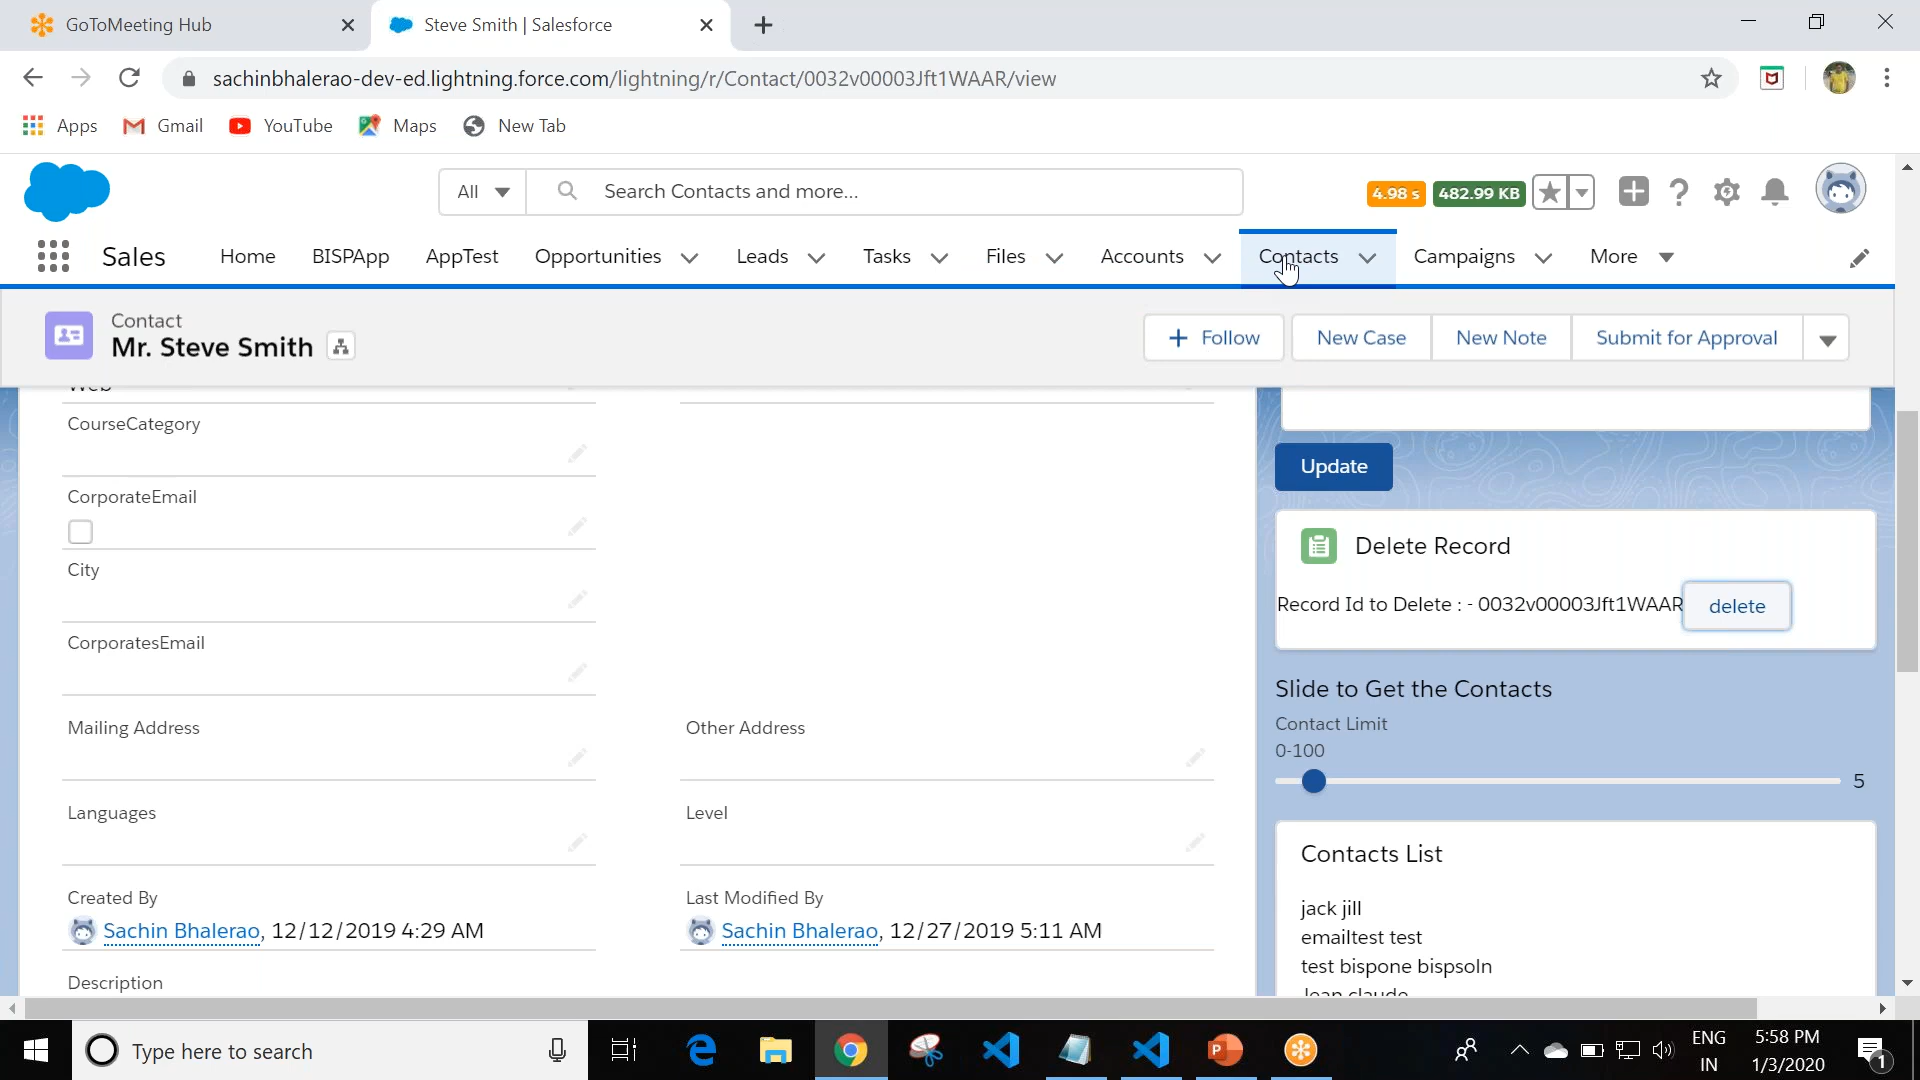 GoToMeeting Hub
Steve Smith | Salesforce
sachinbhalerao-dev-ed.lightning.force.com/lightning/r/Contact/0032v00003Jft1WAAR/view
Apps Gmail YouTube Maps New Tab
All Search Contacts and more... 4.98 s 482.99 KB
Sales Home BISPApp AppTest Opportunities Leads Tasks Files Accounts Contacts Campaigns More
Contact
Mr. Steve Smith
+ Follow New Case New Note Submit for Approval
Web
CourseCategory
CorporateEmail
City
CorporatesEmail
Mailing Address Other Address
Languages Level
Created By Last Modified By
Sachin Bhalerao, 12/12/2019 4:29 AM Sachin Bhalerao, 12/27/2019 5:11 AM
Description
Update
Delete Record
Record Id to Delete : - 0032v00003Jft1WAAR delete
Slide to Get the Contacts
Contact Limit
0-100
5
Contacts List
jack jill
emailtest test
test bispone bispsoln
Jean claude
Type here to search
ENG
IN
5:58 PM
1/3/2020
1